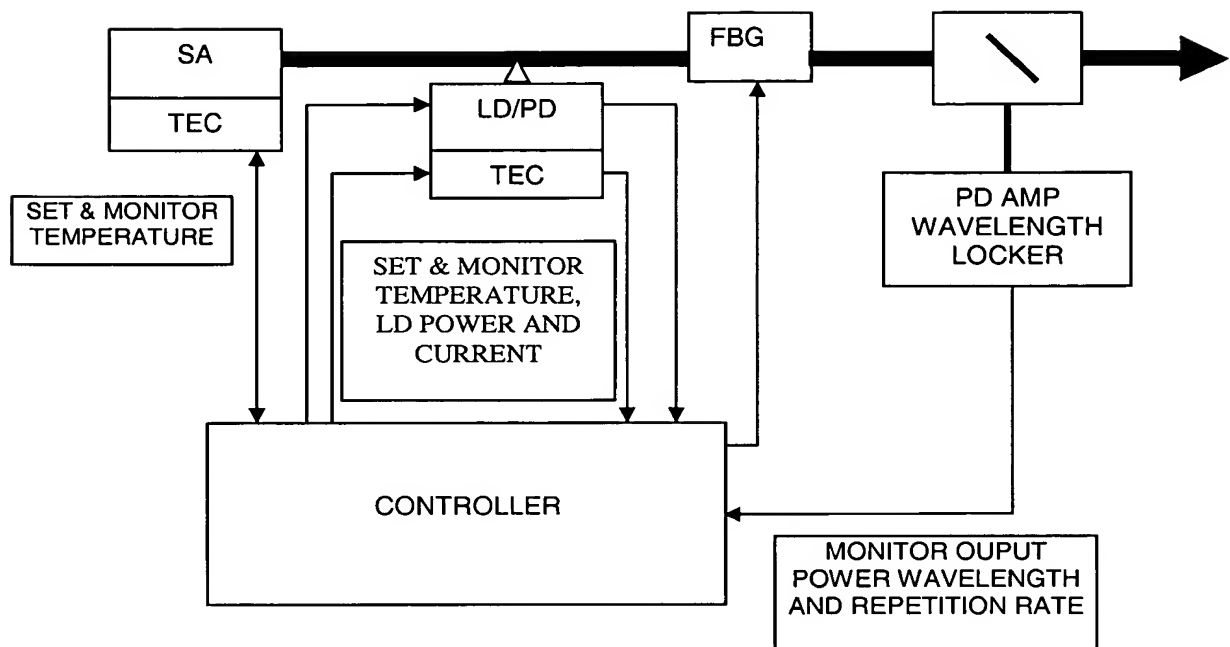 SA
TEC
FBG
LD/PD
TEC
SET & MONITOR
TEMPERATURE
PD AMP
WAVELENGTH
LOCKER
SET & MONITOR
TEMPERATURE,
LD POWER AND
CURRENT
CONTROLLER
MONITOR OUPUT
POWER WAVELENGTH
AND REPETITION RATE